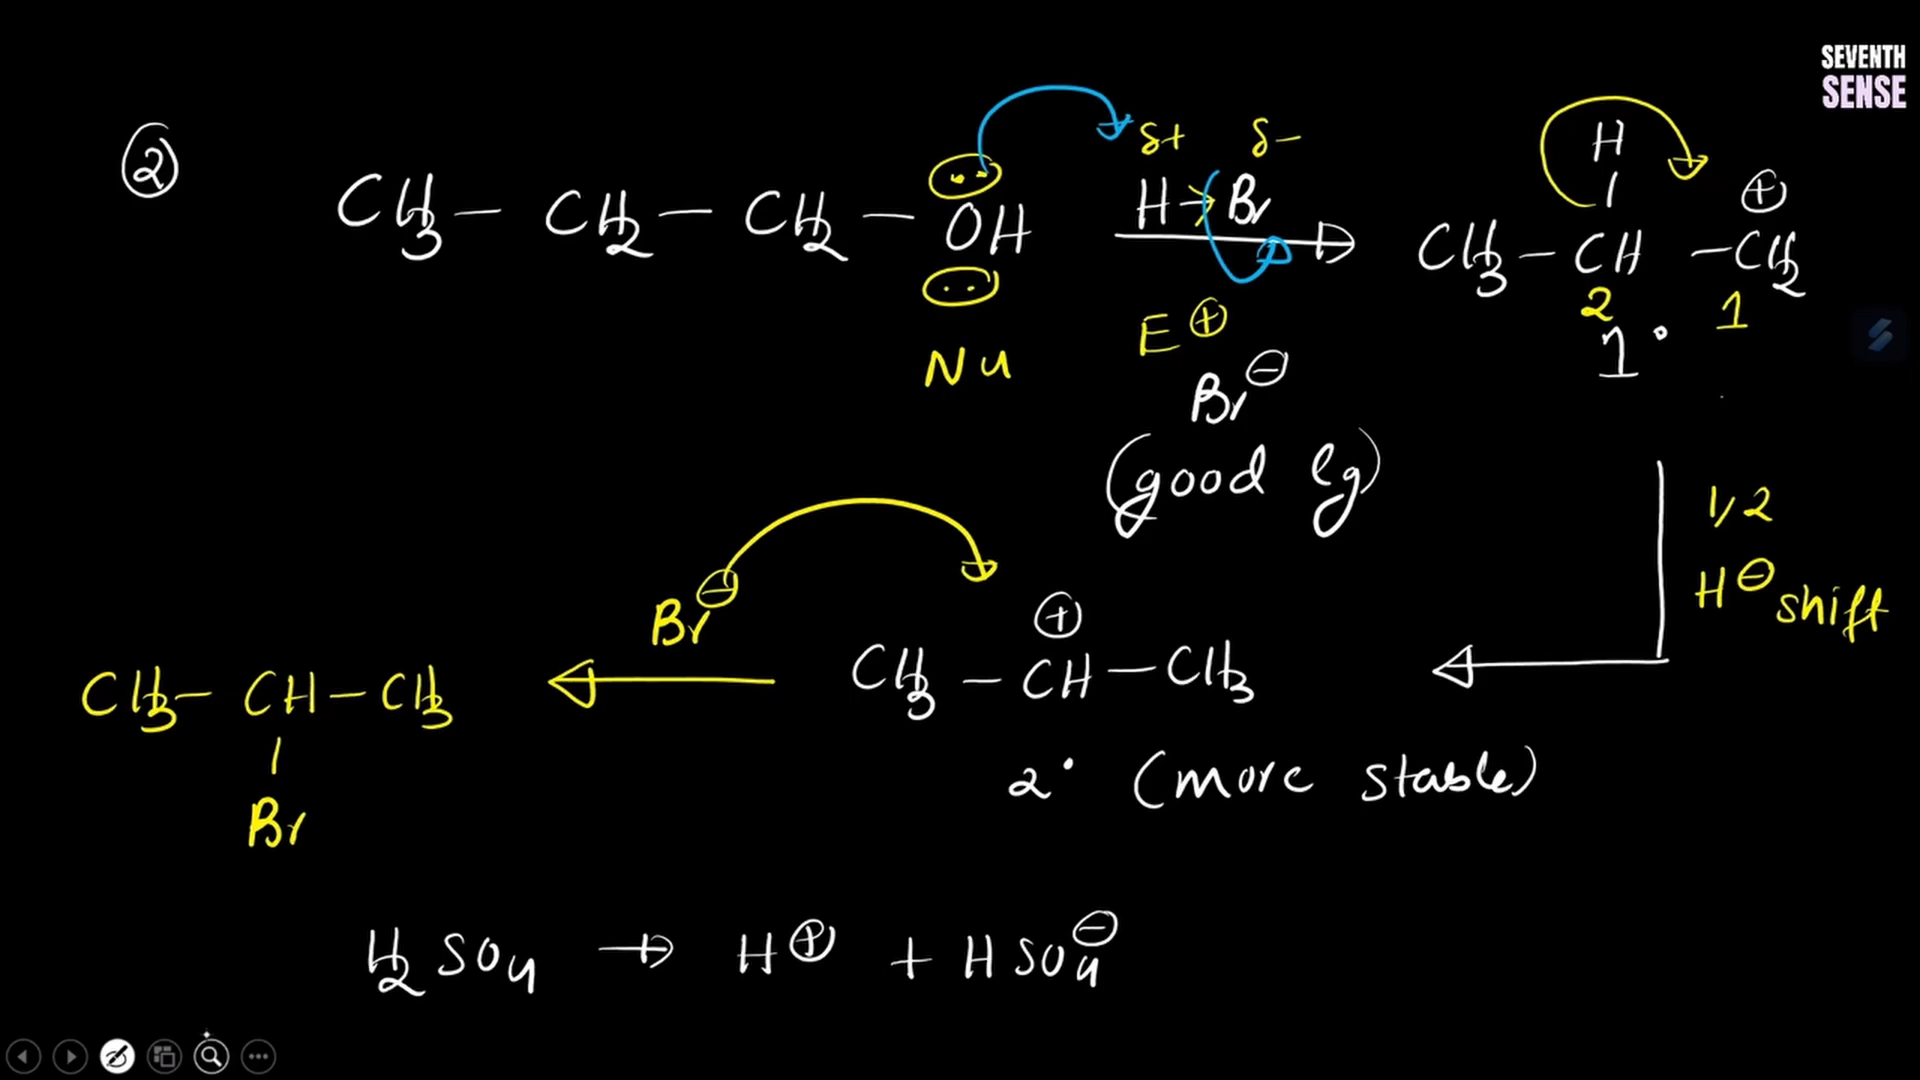 SEVENTH
SENSE
②
CH3 — CH2 — CH2 — OH
Nu
δ+ δ−
H → Br
E⊕
Br⊖
(good lg)
H
CH3 — CH — CH2 ⊕
2 1
1°
1,2
H⊖ shift
CH3 — CH — CH3 ⊕
2° (more stable)
Br⊖
CH3 — CH — CH3
Br
H2SO4 → H⊕ + HSO4⊖